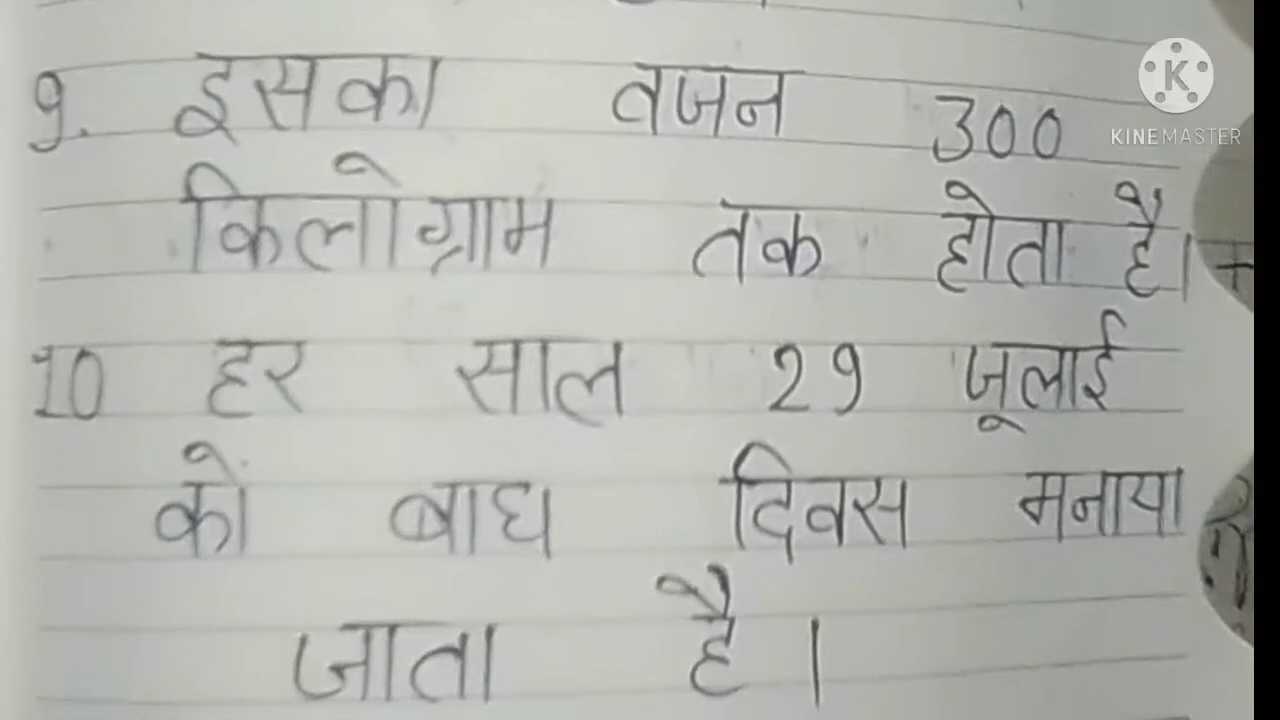 9. इसका वजन 300
किलोग्राम तक होता है।
10 हर साल 29 जूलाई
को बाघ दिवस मनाया
जाता है।
KINEMASTER